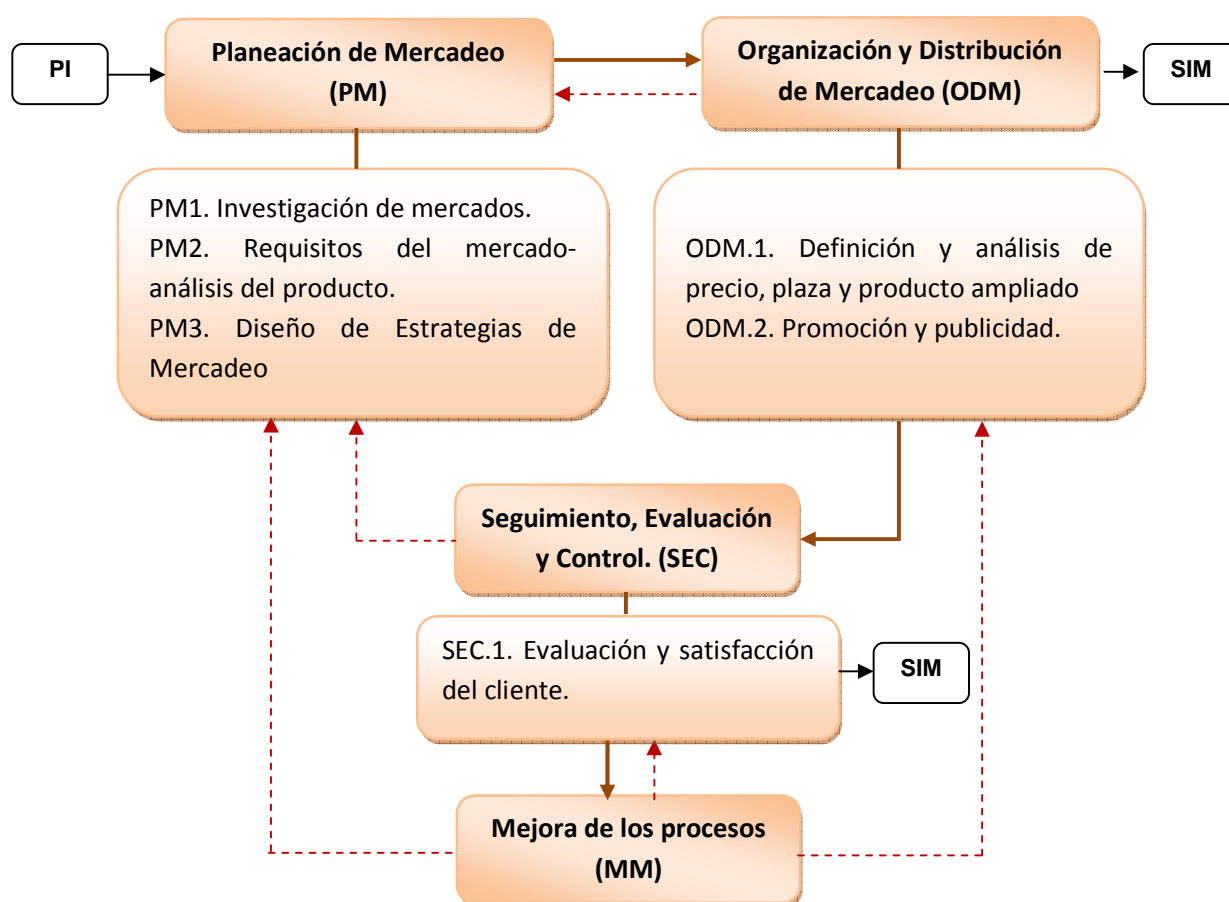 PI
Planeación de Mercadeo
(PM)
Organización y Distribución
de Mercadeo (ODM)
SIM
PM1. Investigación de mercados.
PM2. Requisitos del mercado-
análisis del producto.
PM3. Diseño de Estrategias de
Mercadeo
ODM.1. Definición y análisis de
precio, plaza y producto ampliado
ODM.2. Promoción y publicidad.
Seguimiento, Evaluación
y Control. (SEC)
SEC.1. Evaluación y satisfacción
del cliente.
SIM
Mejora de los procesos
(MM)